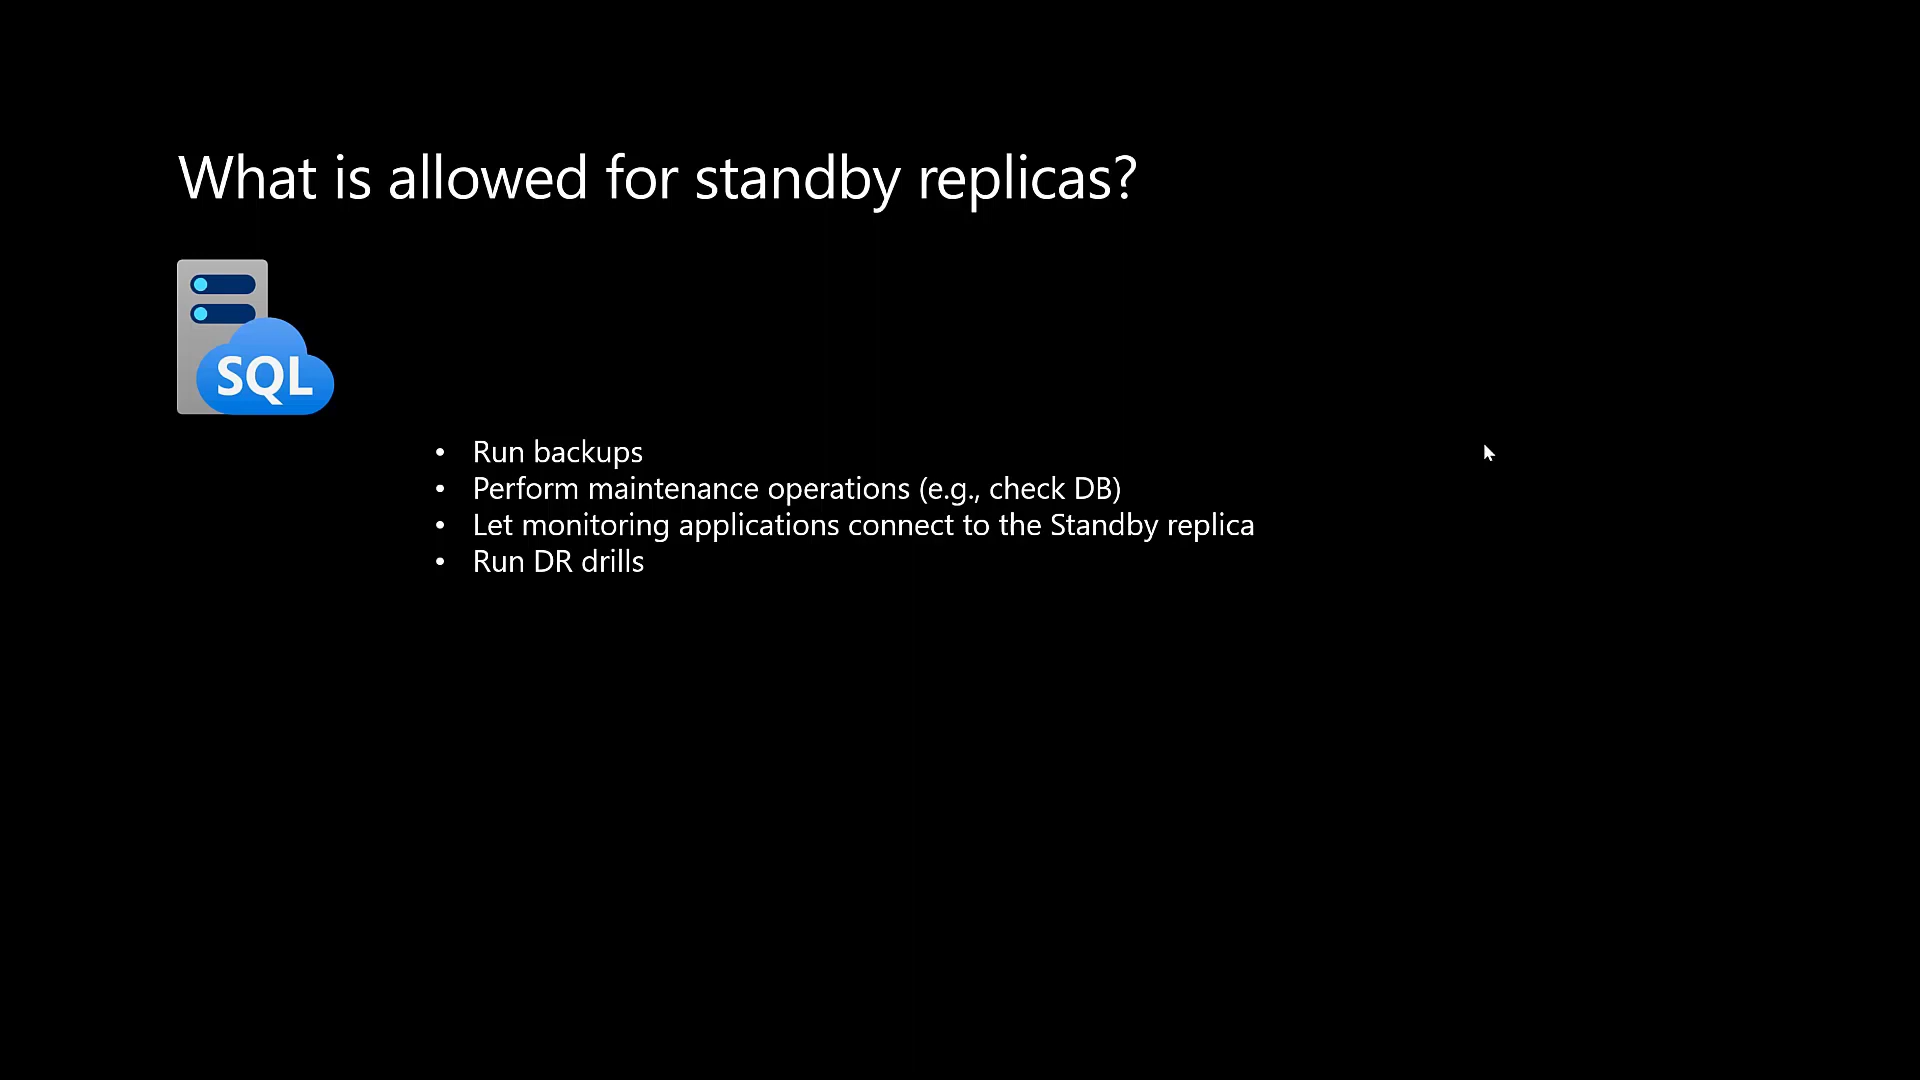 What is allowed for standby replicas?
SQL
• Run backups
• Perform maintenance operations (e.g., check DB)
• Let monitoring applications connect to the Standby replica
• Run DR drills